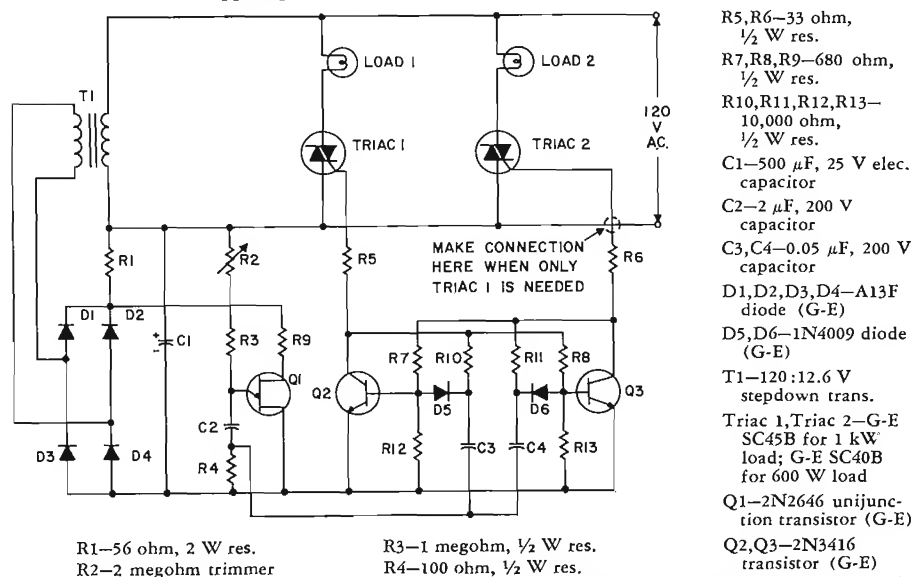 T1
LOAD 1
LOAD 2
TRIAC 1
TRIAC 2
120
V
AC.
R1
R2
R5
MAKE CONNECTION
HERE WHEN ONLY
TRIAC 1 IS NEEDED
R6
D1
D2
C1
R3
R9
Q1
Q2
R7
R10
R11
R8
Q3
D5
D6
C2
R12
C3
C4
R13
D3
D4
R4
+
-
R1—56 ohm, 2 W res.
R2—2 megohm trimmer
R3—1 megohm, ½ W res.
R4—100 ohm, ½ W res.
R5,R6—33 ohm,
½ W res.
R7,R8,R9—680 ohm,
½ W res.
R10,R11,R12,R13—
10,000 ohm,
½ W res.
C1—500 μF, 25 V elec.
capacitor
C2—2 μF, 200 V
capacitor
C3,C4—0.05 μF, 200 V
capacitor
D1,D2,D3,D4—A13F
diode (G-E)
D5,D6—1N4009 diode
(G-E)
T1—120:12.6 V
stepdown trans.
Triac 1,Triac 2—G-E
SC45B for 1 kW
load; G-E SC40B
for 600 W load
Q1—2N2646 unijunc-
tion transistor (G-E)
Q2,Q3—2N3416
transistor (G-E)